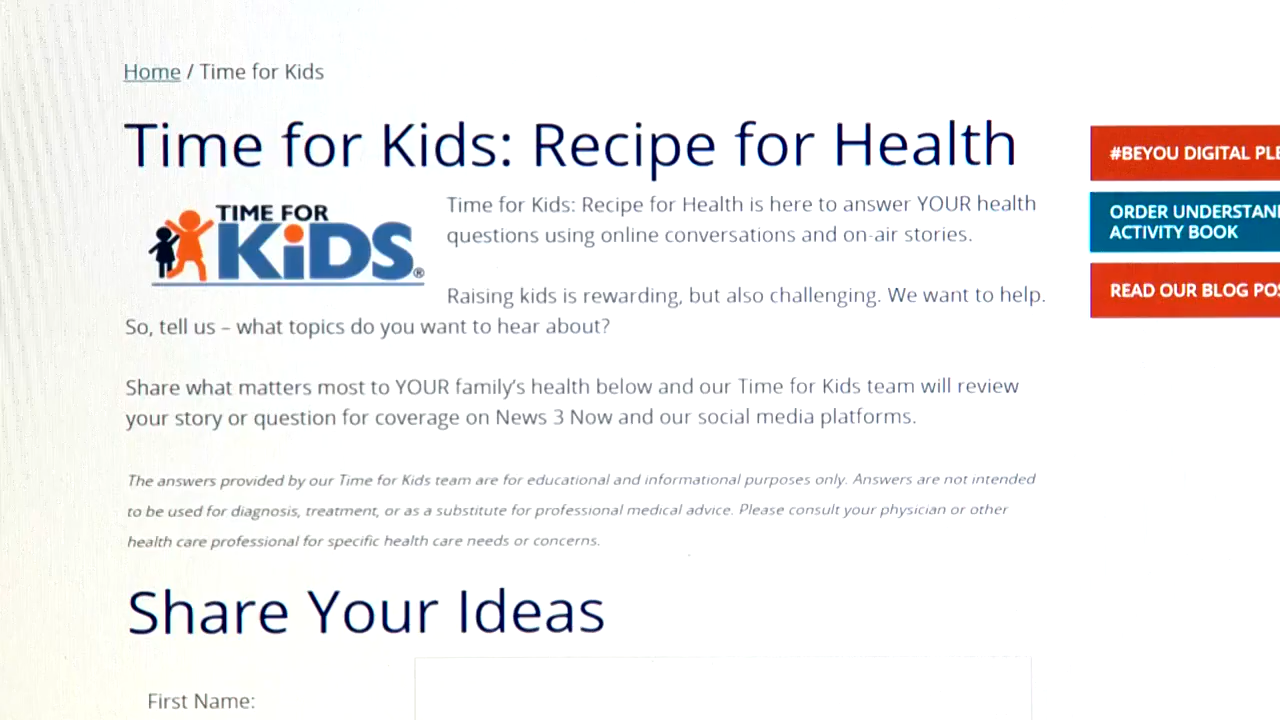 Home / Time for Kids
Time for Kids: Recipe for Health
TIME FOR
KiDS®
Time for Kids: Recipe for Health is here to answer YOUR health
questions using online conversations and on-air stories.
Raising kids is rewarding, but also challenging. We want to help.
So, tell us – what topics do you want to hear about?
Share what matters most to YOUR family's health below and our Time for Kids team will review
your story or question for coverage on News 3 Now and our social media platforms.
The answers provided by our Time for Kids team are for educational and informational purposes only. Answers are not intended
to be used for diagnosis, treatment, or as a substitute for professional medical advice. Please consult your physician or other
health care professional for specific health care needs or concerns.
Share Your Ideas
First Name:
#BEYOU DIGITAL PLE
ORDER UNDERSTAN
ACTIVITY BOOK
READ OUR BLOG POS